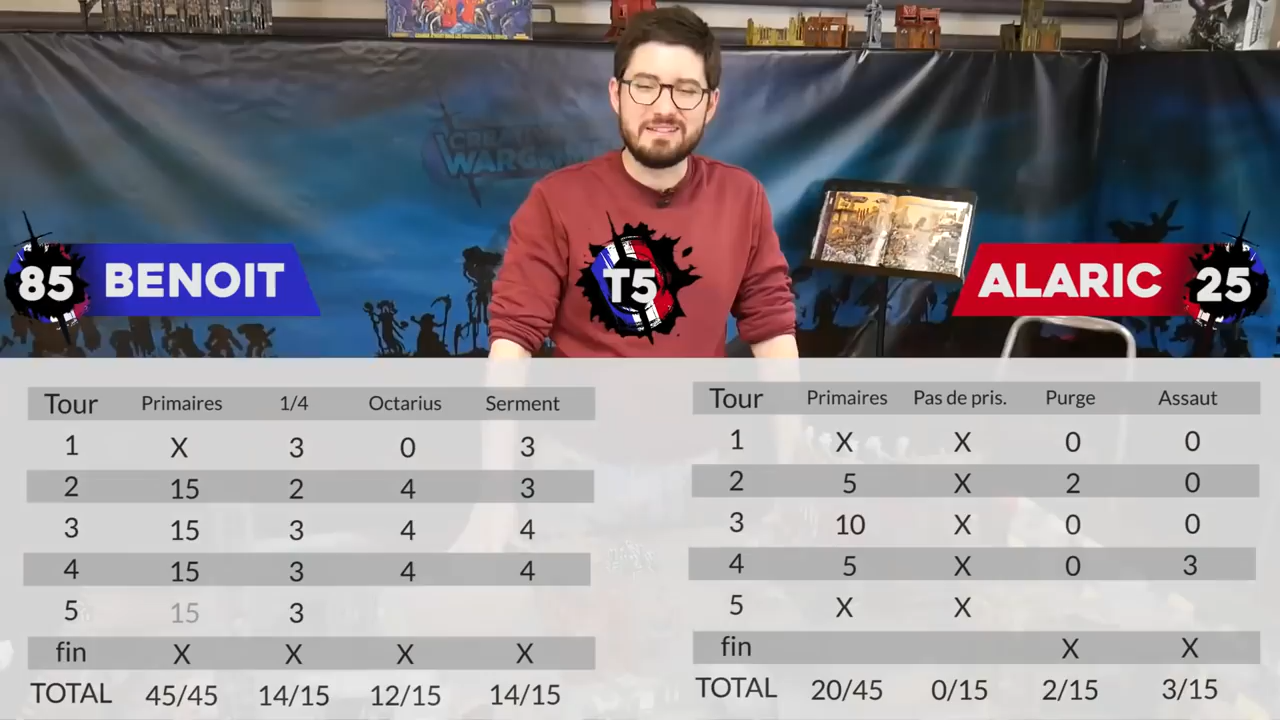 CREATIVE
WARGAMES
85 BENOIT
T5
ALARIC 25
Tour Primaires 1/4 Octarius Serment
1 X 3 0 3
2 15 2 4 3
3 15 3 4 4
4 15 3 4 4
5 15 3
fin X X X X
TOTAL 45/45 14/15 12/15 14/15
Tour Primaires Pas de pris. Purge Assaut
1 X X 0 0
2 5 X 2 0
3 10 X 0 0
4 5 X 0 3
5 X X
fin X X
TOTAL 20/45 0/15 2/15 3/15